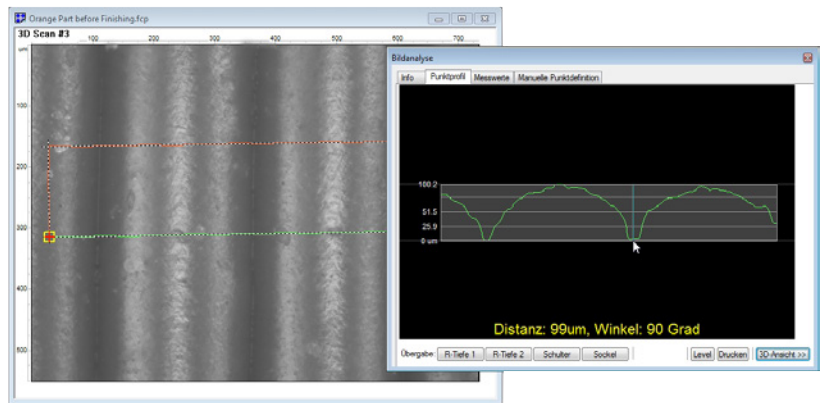 Orange Part before Finishing.fcp
3D Scan #3
100 200 300 400 500 600 700
um
100
200
300
500
Bildanalyse
Info Punktprofil Messwerte Manuelle Punktdefinition
100.2
51.5
25.9
0 um
Distanz: 99um, Winkel: 90 Grad
Übergabe: R-Tiefe 1 R-Tiefe 2 Schulter Sockel Level Drucken 3D-Ansicht >>